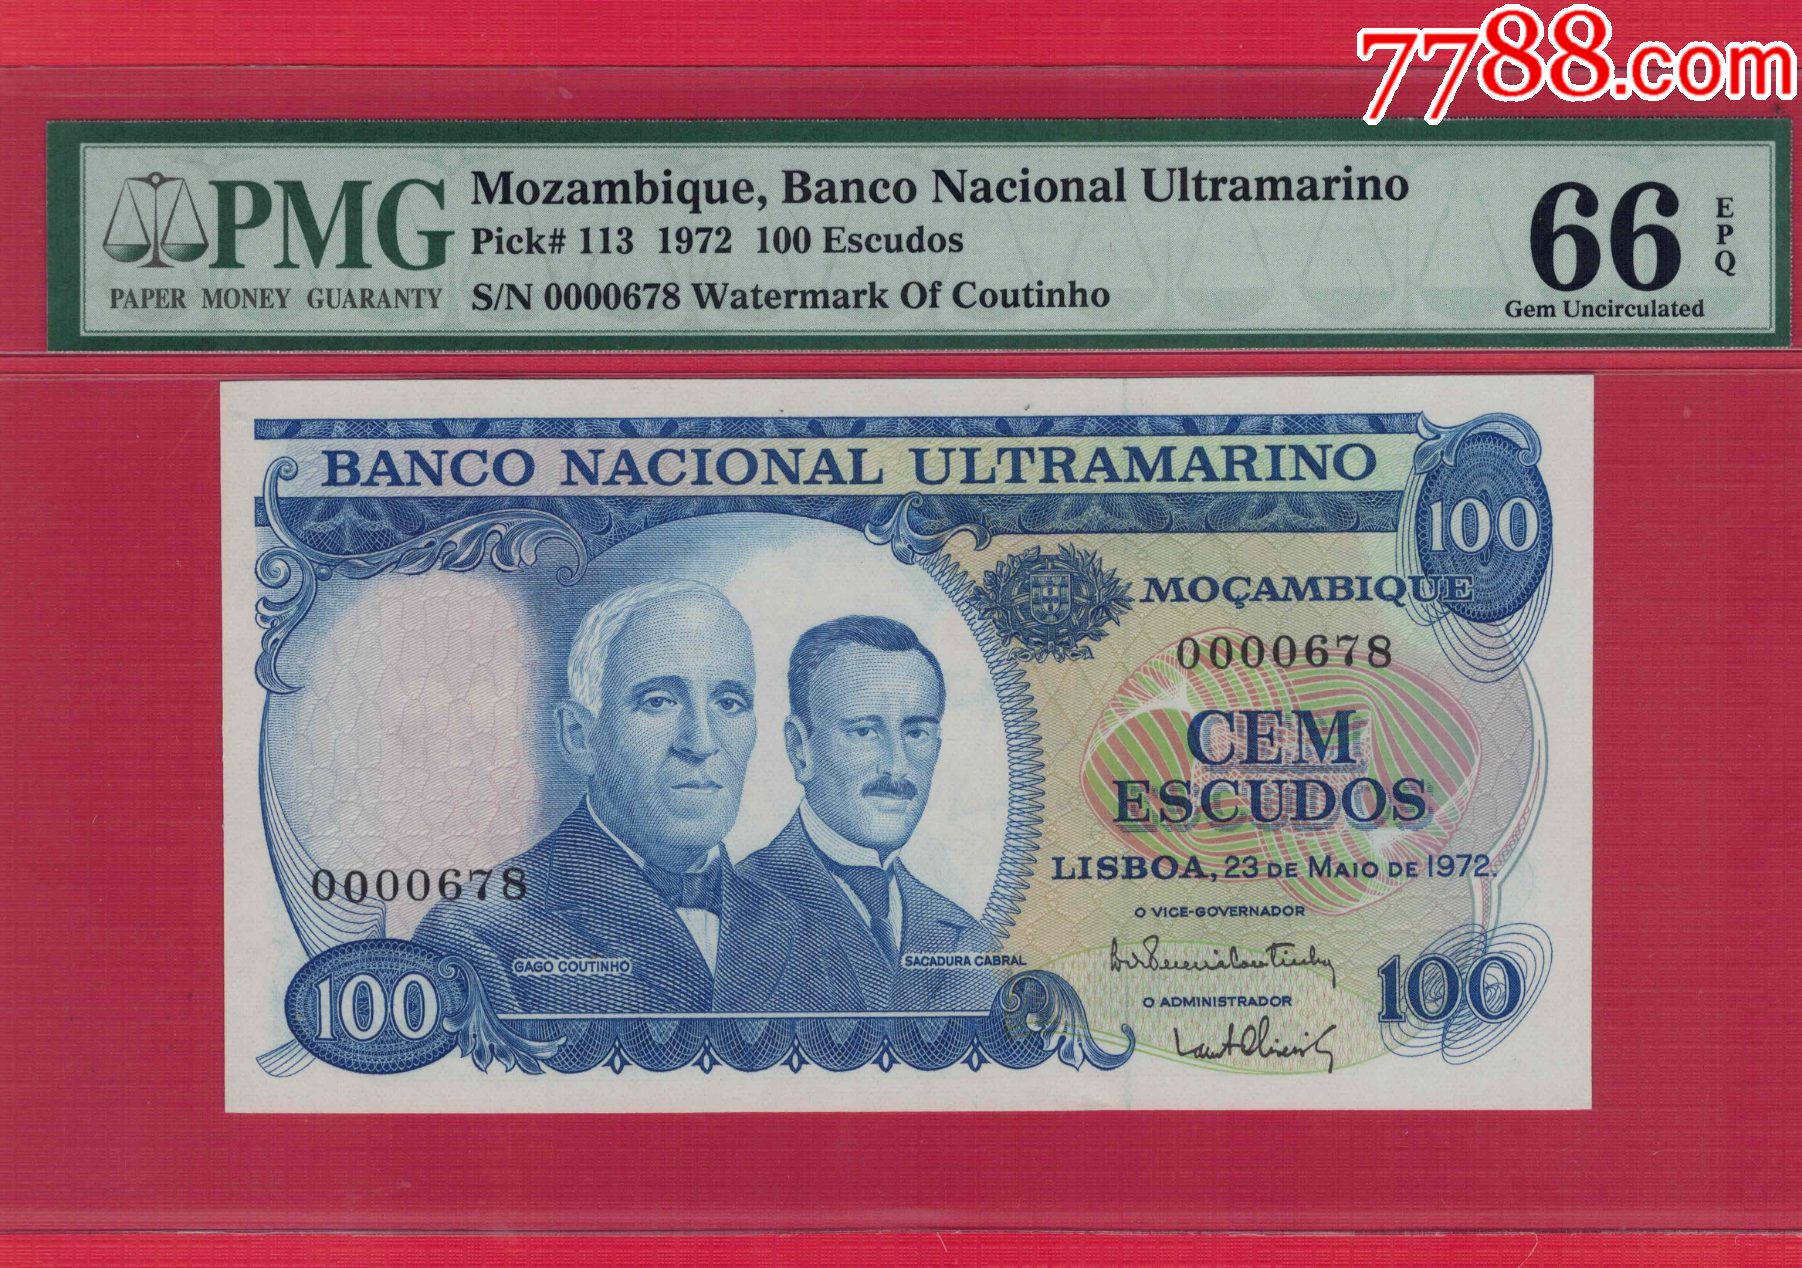 7788.com
PMG
PAPER MONEY GUARANTY
Mozambique, Banco Nacional Ultramarino
Pick# 113 1972 100 Escudos
S/N 0000678 Watermark Of Coutinho
66
EPQ
Gem Uncirculated
BANCO NACIONAL ULTRAMARINO
100
MOÇAMBIQUE
0000678
CEM
ESCUDOS
LISBOA, 23 DE MAIO DE 1972.
0000678
O VICE-GOVERNADOR
GAGO COUTINHO
SACADURA CABRAL
O ADMINISTRADOR
100
100